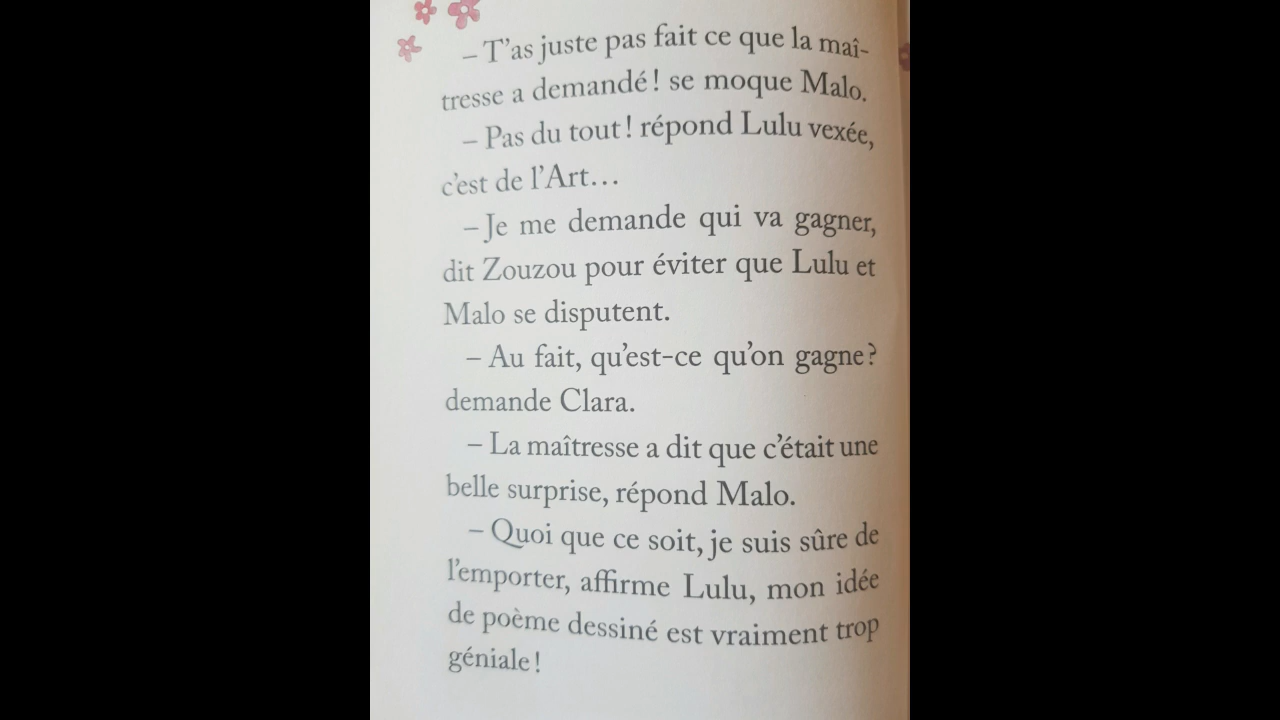 – T'as juste pas fait ce que la maî-
tresse a demandé ! se moque Malo.
– Pas du tout ! répond Lulu vexée,
c'est de l'Art…
– Je me demande qui va gagner,
dit Zouzou pour éviter que Lulu et
Malo se disputent.
– Au fait, qu'est-ce qu'on gagne ?
demande Clara.
– La maîtresse a dit que c'était une
belle surprise, répond Malo.
– Quoi que ce soit, je suis sûre de
l'emporter, affirme Lulu, mon idée
de poème dessiné est vraiment trop
géniale !